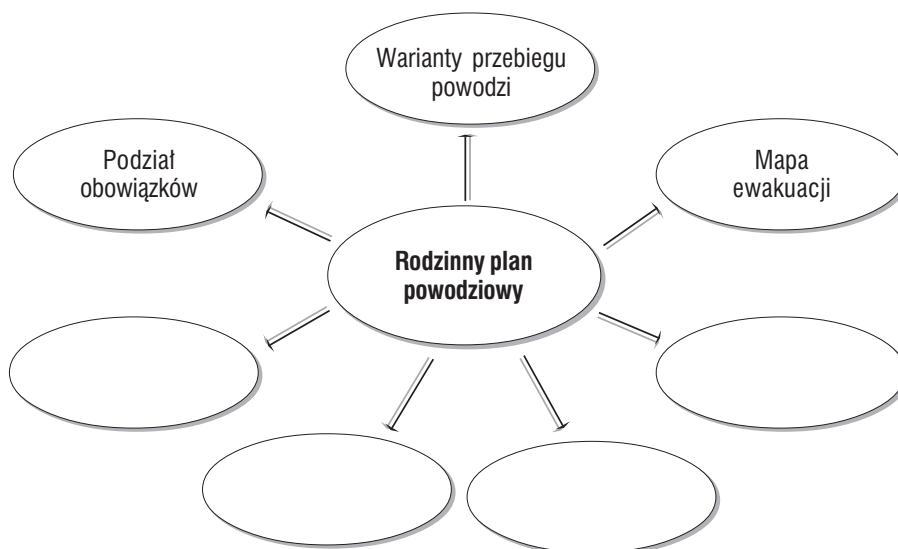 Warianty przebiegu
powodzi
Podział
obowiązków
Mapa
ewakuacji
Rodzinny plan
powodziowy